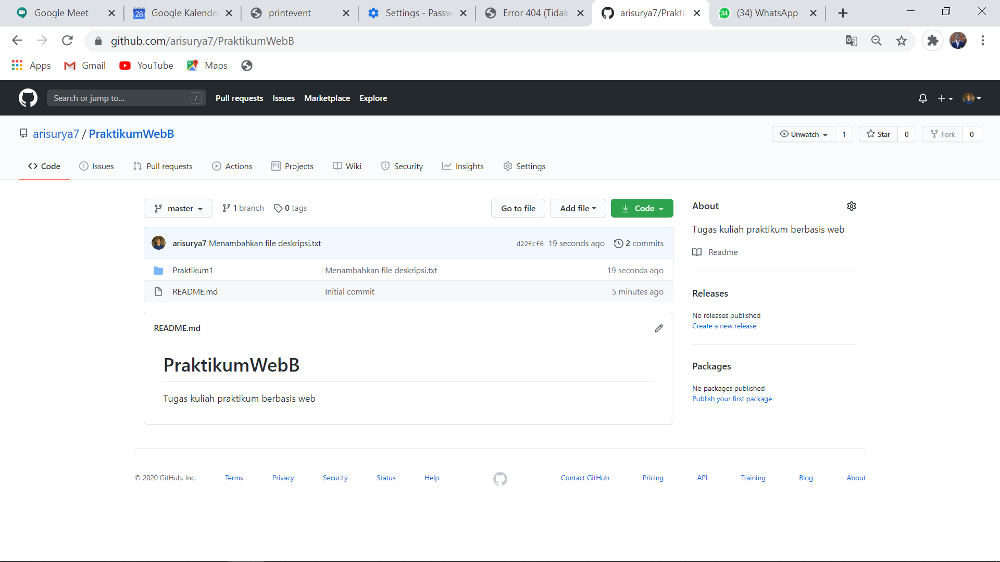 Google Meet
28 Google Kalender
printevent
Settings - Passw
Error 404 (Tidak
arisurya7/Prakti
34 (34) WhatsApp
github.com/arisurya7/PraktikumWebB
Apps Gmail YouTube Maps
Search or jump to... /
Pull requests Issues Marketplace Explore
arisurya7 / PraktikumWebB
Unwatch 1 Star 0 Fork 0
Code Issues Pull requests Actions Projects Wiki Security Insights Settings
master 1 branch 0 tags
Go to file Add file Code
arisurya7 Menambahkan file deskripsi.txt d22fcf6 19 seconds ago 2 commits
Praktikum1 Menambahkan file deskripsi.txt 19 seconds ago
README.md Initial commit 5 minutes ago
README.md
PraktikumWebB
Tugas kuliah praktikum berbasis web
About
Tugas kuliah praktikum berbasis web
Readme
Releases
No releases published
Create a new release
Packages
No packages published
Publish your first package
© 2020 GitHub, Inc. Terms Privacy Security Status Help Contact GitHub Pricing API Training Blog About